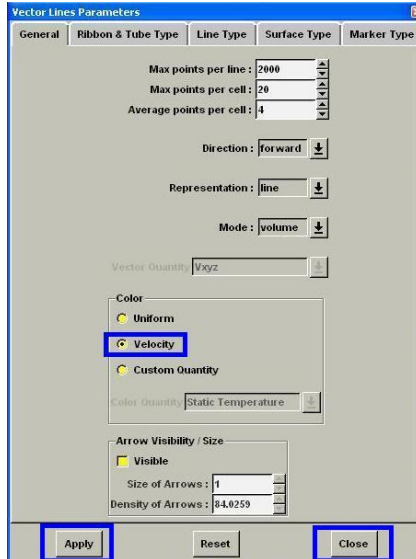 Vector Lines Parameters
General Ribbon & Tube Type Line Type Surface Type Marker Type
Max points per line : 2000
Max points per cell : 20
Average points per cell : 4
Direction : forward
Representation : line
Mode : volume
Vector Quantity Vxyz
Color
Uniform
Velocity
Custom Quantity
Color Quantity Static Temperature
Arrow Visibility / Size
Visible
Size of Arrows : 1
Density of Arrows : 84.0259
Apply Reset Close